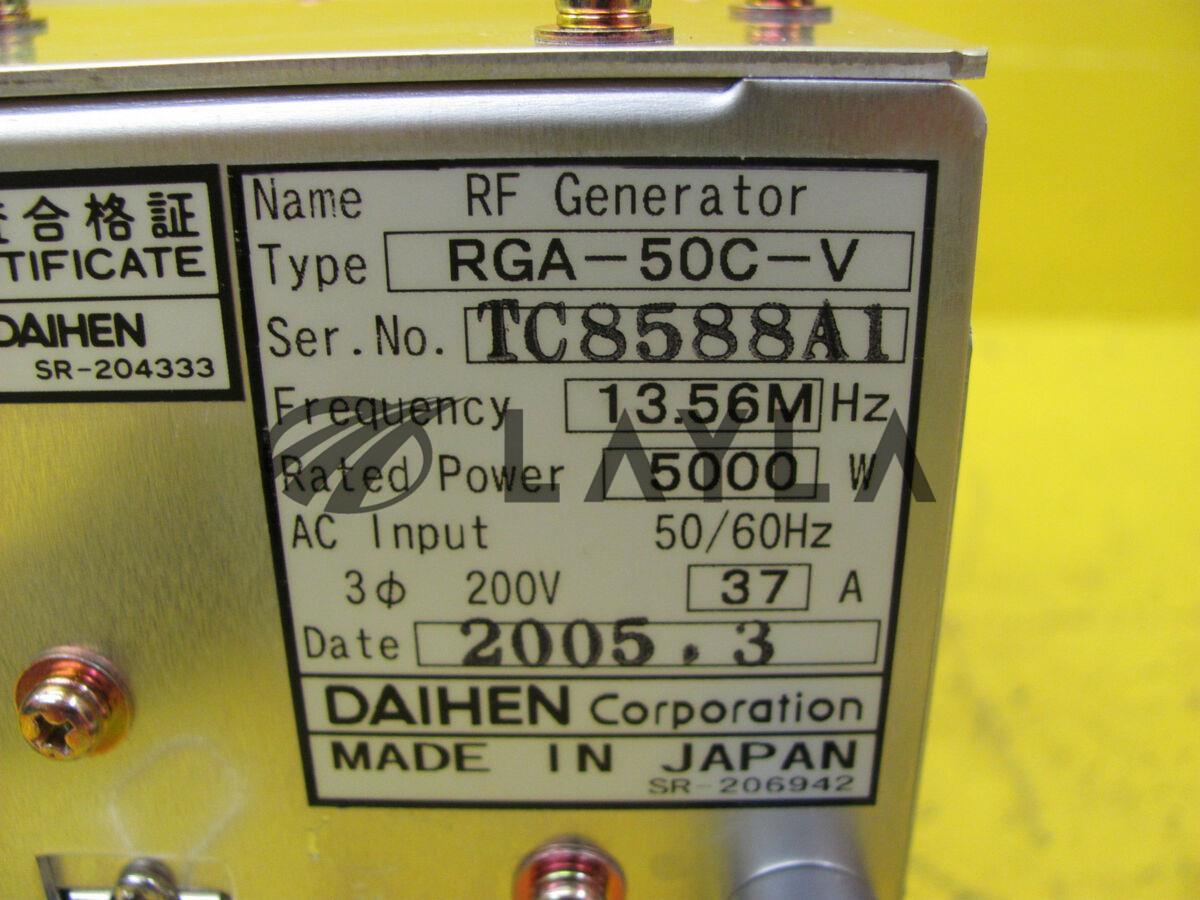 合格証
TIFICATE
DAIHEN
SR-204333
Name RF Generator
Type RGA-50C-V
Ser.No. TC8588A1
Frequency 13.56M Hz
Rated Power 5000 W
AC Input 50/60Hz
3φ 200V 37 A
Date 2005.3
DAIHEN Corporation
MADE IN JAPAN
SR-206942
LAYLA